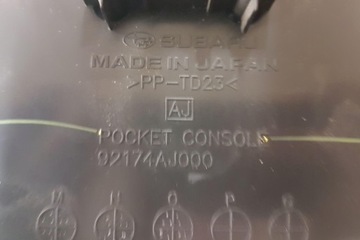 SUBARU
MADE IN JAPAN
>PP-TD23<
AJ
POCKET CONSOLE
92174AJ000